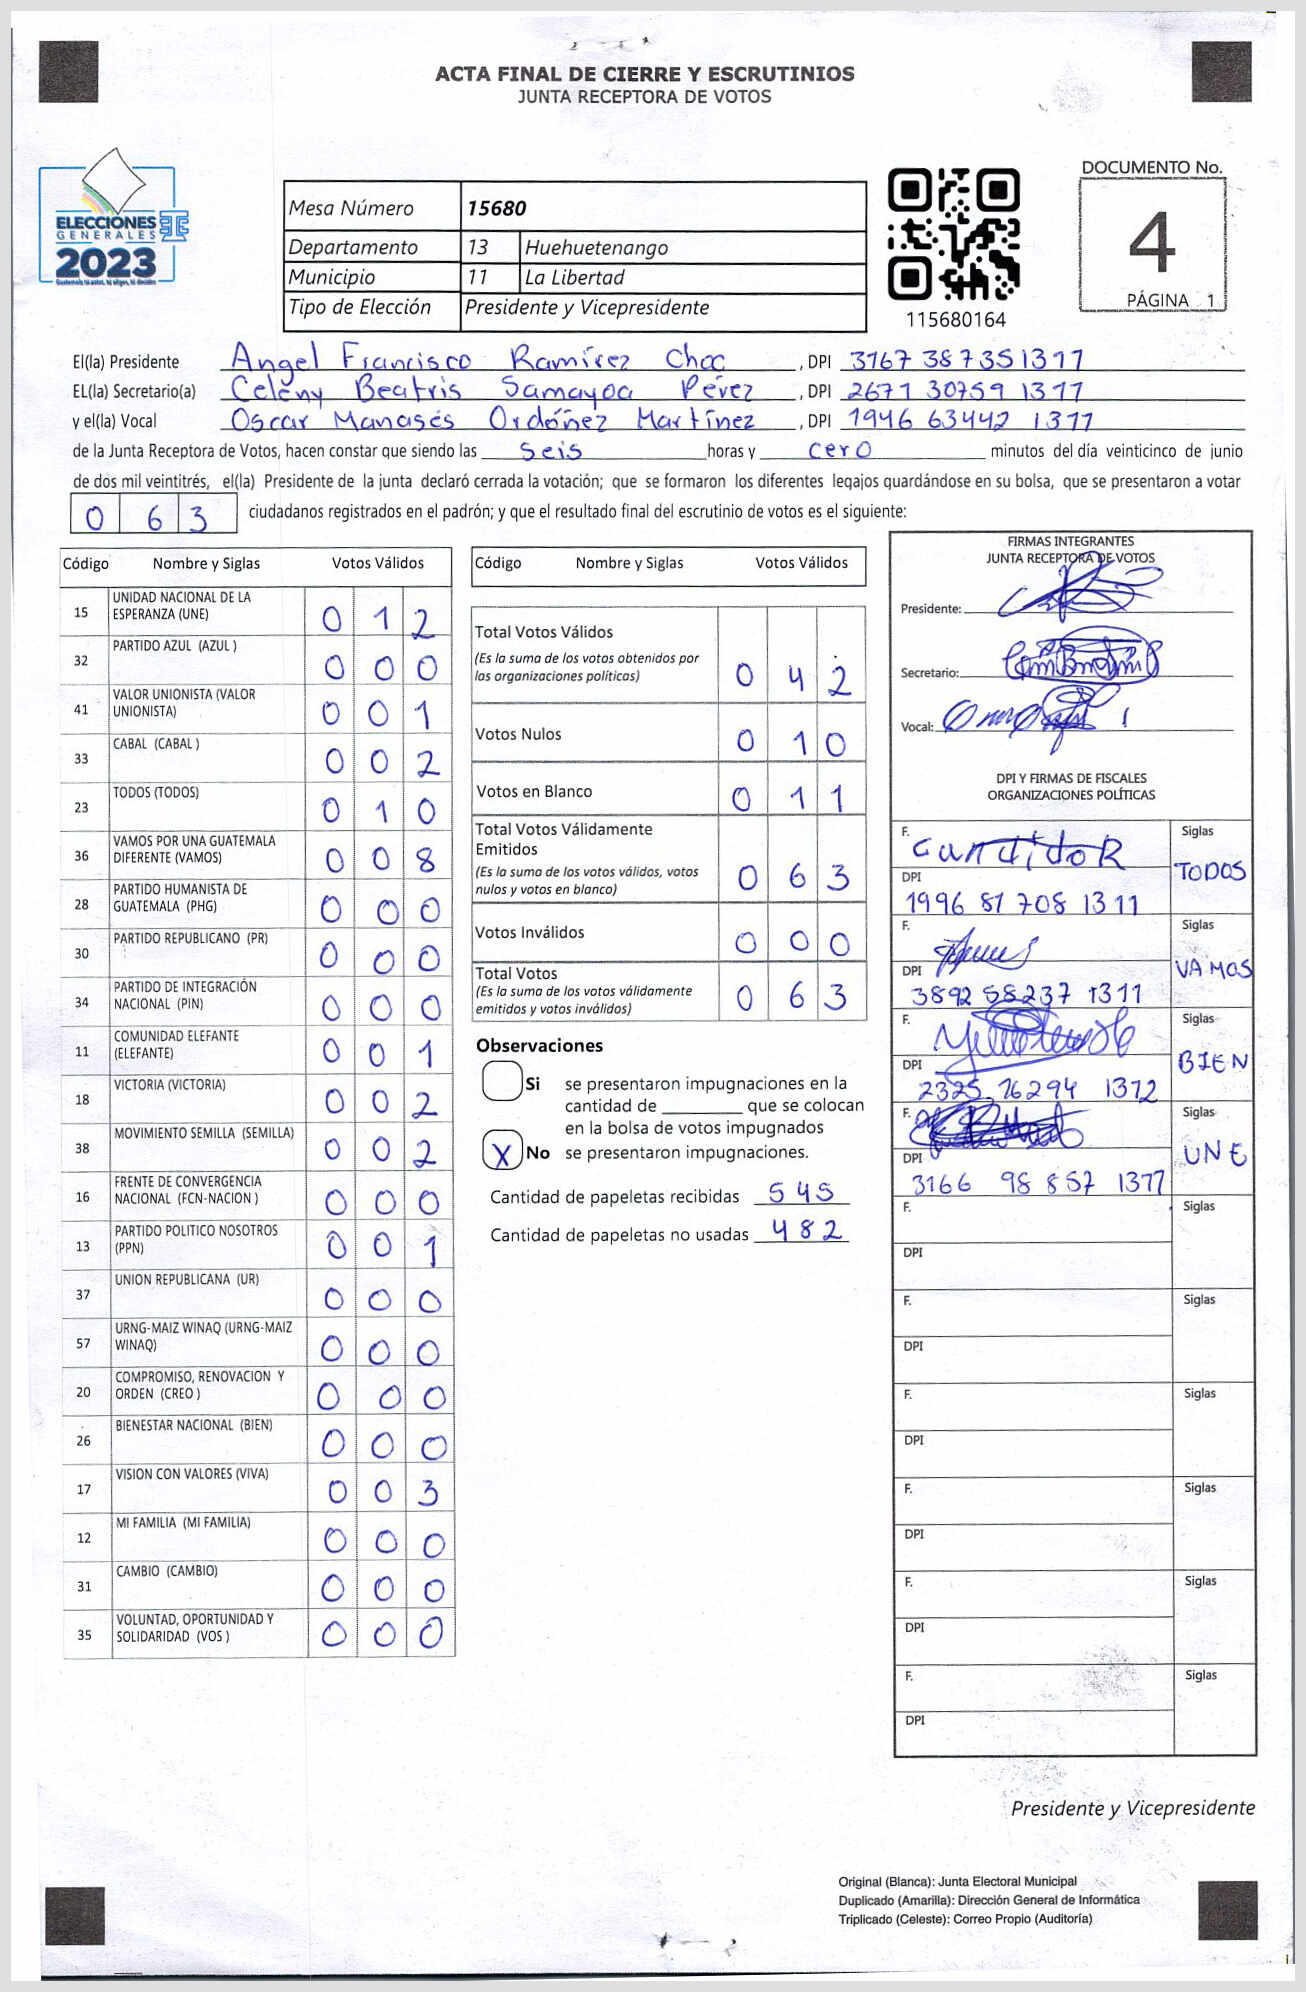 ACTA FINAL DE CIERRE Y ESCRUTINIOS
JUNTA RECEPTORA DE VOTOS
ELECCIONES
GENERALES
2023
Mesa Número 15680
Departamento 13 Huehuetenango
Municipio 11 La Libertad
Tipo de Elección Presidente y Vicepresidente
115680164
DOCUMENTO No.
4
PÁGINA 1
El(la) Presidente Angel Francisco Ramírez Choc, DPI 3167 38735 1311
EL(la) Secretario(a) Celeny Beatris Samayoa Pérez, DPI 2671 30759 1311
y el(la) Vocal Oscar Manasés Ordóñez Martínez, DPI 1946 63442 1311
de la Junta Receptora de Votos, hacen constar que siendo las seis horas y cero minutos del día veinticinco de junio
de dos mil veintitrés, el(la) Presidente de la junta declaró cerrada la votación; que se formaron los diferentes legajos guardándose en su bolsa, que se presentaron a votar
0 6 3 ciudadanos registrados en el padrón; y que el resultado final del escrutinio de votos es el siguiente:
Código Nombre y Siglas Votos Válidos
15 UNIDAD NACIONAL DE LA ESPERANZA (UNE) 0 1 2
32 PARTIDO AZUL (AZUL ) 0 0 0
41 VALOR UNIONISTA (VALOR UNIONISTA) 0 0 1
33 CABAL (CABAL ) 0 0 2
23 TODOS (TODOS) 0 1 0
36 VAMOS POR UNA GUATEMALA DIFERENTE (VAMOS) 0 0 8
28 PARTIDO HUMANISTA DE GUATEMALA (PHG) 0 0 0
30 PARTIDO REPUBLICANO (PR) 0 0 0
34 PARTIDO DE INTEGRACIÓN NACIONAL (PIN) 0 0 0
11 COMUNIDAD ELEFANTE (ELEFANTE) 0 0 1
18 VICTORIA (VICTORIA) 0 0 2
38 MOVIMIENTO SEMILLA (SEMILLA) 0 0 2
16 FRENTE DE CONVERGENCIA NACIONAL (FCN-NACION ) 0 0 0
13 PARTIDO POLITICO NOSOTROS (PPN) 0 0 1
37 UNION REPUBLICANA (UR) 0 0 0
57 URNG-MAIZ WINAQ (URNG-MAIZ WINAQ) 0 0 0
20 COMPROMISO, RENOVACION Y ORDEN (CREO ) 0 0 0
26 BIENESTAR NACIONAL (BIEN) 0 0 0
17 VISION CON VALORES (VIVA) 0 0 3
12 MI FAMILIA (MI FAMILIA) 0 0 0
31 CAMBIO (CAMBIO) 0 0 0
35 VOLUNTAD, OPORTUNIDAD Y SOLIDARIDAD (VOS ) 0 0 0
Código Nombre y Siglas Votos Válidos
Total Votos Válidos
(Es la suma de los votos obtenidos por
las organizaciones políticas) 0 4 2
Votos Nulos 0 1 0
Votos en Blanco 0 1 1
Total Votos Válidamente
Emitidos
(Es la suma de los votos válidos, votos
nulos y votos en blanco) 0 6 3
Votos Inválidos 0 0 0
Total Votos
(Es la suma de los votos válidamente
emitidos y votos inválidos) 0 6 3
Observaciones
Si se presentaron impugnaciones en la
cantidad de ________ que se colocan
en la bolsa de votos impugnados
X No se presentaron impugnaciones.
Cantidad de papeletas recibidas 545
Cantidad de papeletas no usadas 482
FIRMAS INTEGRANTES
JUNTA RECEPTORA DE VOTOS
Presidente:
Secretario:
Vocal:
DPI Y FIRMAS DE FISCALES
ORGANIZACIONES POLÍTICAS
F. Siglas
TODOS
DPI
1996 81 708 1311
F. Siglas
VAMOS
DPI
3892 58237 1311
F. Siglas
BIEN
DPI
2325 76294 1312
F. Siglas
UNE
DPI
3166 98 857 1311
F. Siglas
DPI
F. Siglas
DPI
F. Siglas
DPI
F. Siglas
DPI
F. Siglas
DPI
F. Siglas
DPI
Presidente y Vicepresidente
Original (Blanca): Junta Electoral Municipal
Duplicado (Amarilla): Dirección General de Informática
Triplicado (Celeste): Correo Propio (Auditoría)